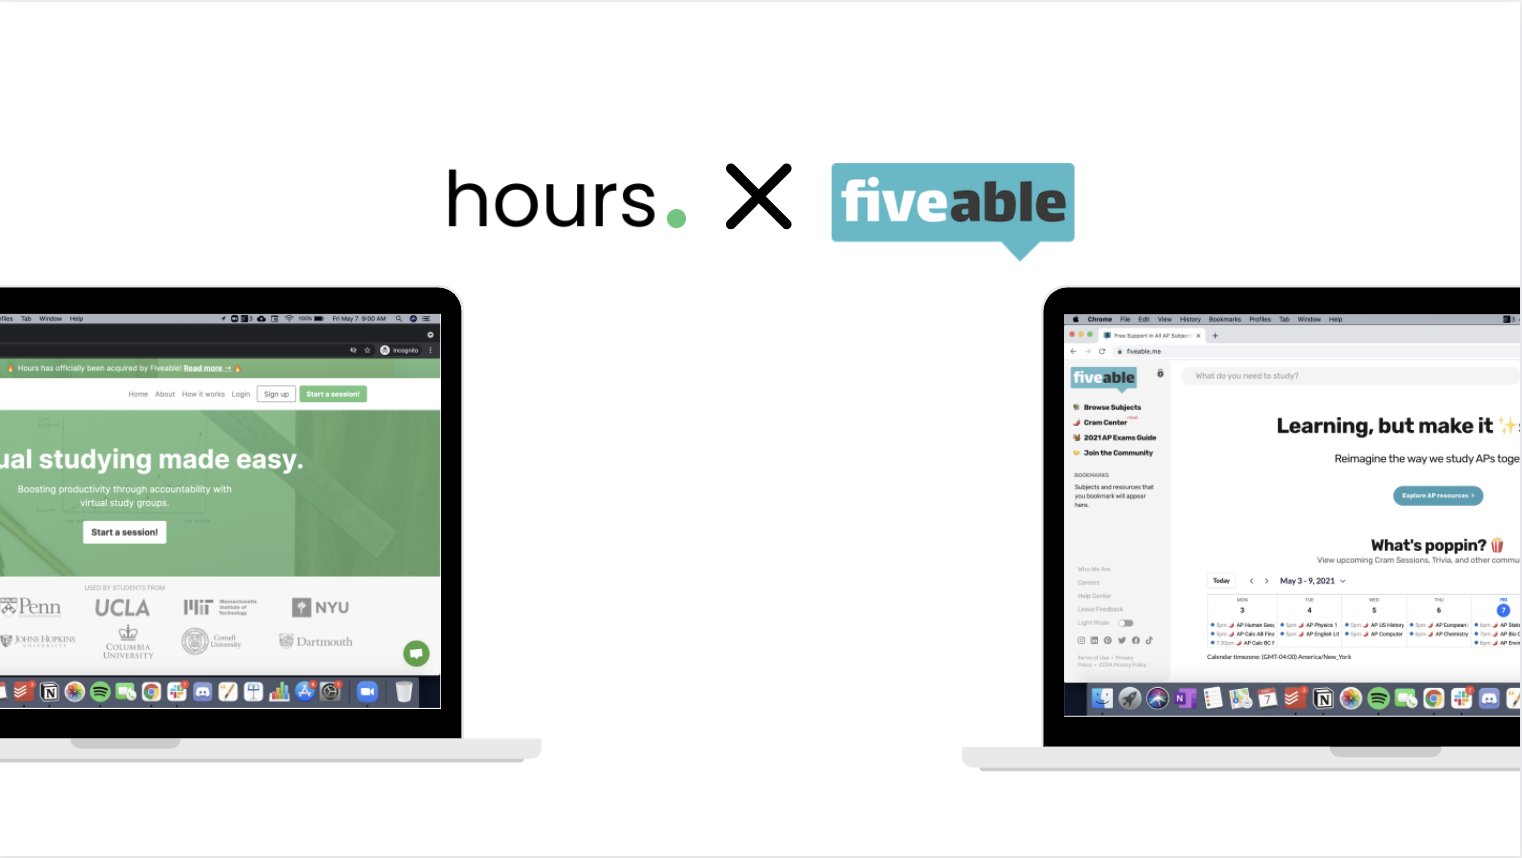 hours. X fiveable
Tab Window Help
100% Fri May 7 9:00 AM
Incognito
Hours has officially been acquired by Fiveable! Read more →
Home About How it works Login Sign up Start a session!
ual studying made easy.
Boosting productivity through accountability with
virtual study groups.
Start a session!
USED BY STUDENTS FROM
Penn UCLA MIT Massachusetts Institute of Technology NYU
JOHNS HOPKINS UNIVERSITY COLUMBIA UNIVERSITY Cornell University Dartmouth
Chrome File Edit View History Bookmarks Profiles Tab Window Help
Free Support in All AP Subjec
fiveable.me
fiveable
What do you need to study?
Browse Subjects
Cram Center new!
2021 AP Exams Guide
Join the Community
BOOKMARKS
Subjects and resources that
you bookmark will appear
here.
Who We Are
Careers
Help Center
Leave Feedback
Light Mode
Terms of Use • Privacy
Policy • CCPA Privacy Policy
Learning, but make it
Reimagine the way we study APs toge
Explore AP resources >
What's poppin?
View upcoming Cram Sessions, Trivia, and other commu
Today < > May 3 - 9, 2021
MON TUE WED THU FRI
3 4 5 6 7
5pm AP Human Geo 5pm AP Physics 1 5pm AP US History 5pm AP European
5pm AP Calc AB Fina 5pm AP English Lit 5pm AP Computer 6pm AP Chemistry
7:30pm AP Calc BC F
Calendar timezone: (GMT-04:00) America/New_York